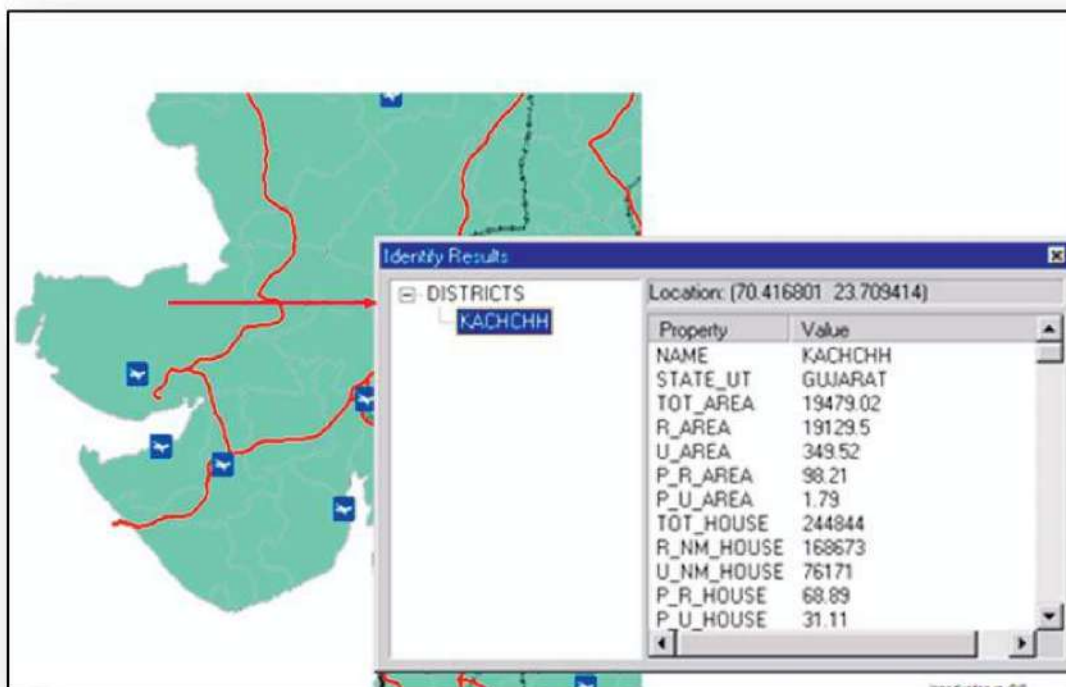 Identify Results
DISTRICTS
KACHCHH
Location: (70.416801 23.709414)
Property Value
NAME KACHCHH
STATE_UT GUJARAT
TOT_AREA 19479.02
R_AREA 19129.5
U_AREA 349.52
P_R_AREA 98.21
P_U_AREA 1.79
TOT_HOUSE 244844
R_NM_HOUSE 168673
U_NM_HOUSE 76171
P_R_HOUSE 68.89
P_U_HOUSE 31.11